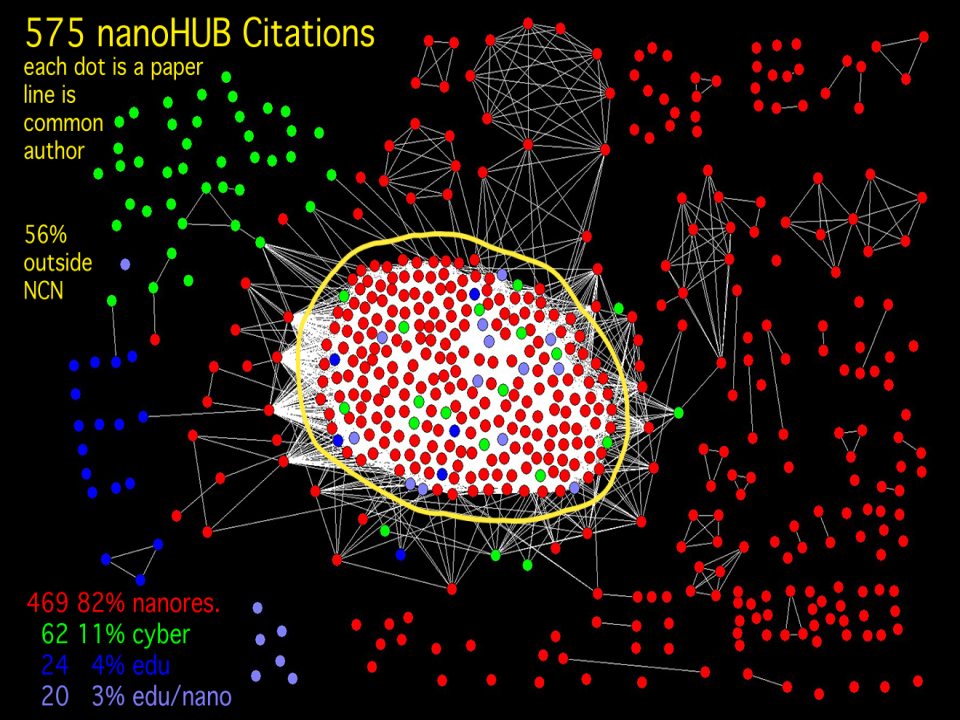 575 nanoHUB Citations
each dot is a paper
line is
common
author
56%
outside
NCN
469 82% nanores.
62 11% cyber
24 4% edu
20 3% edu/nano